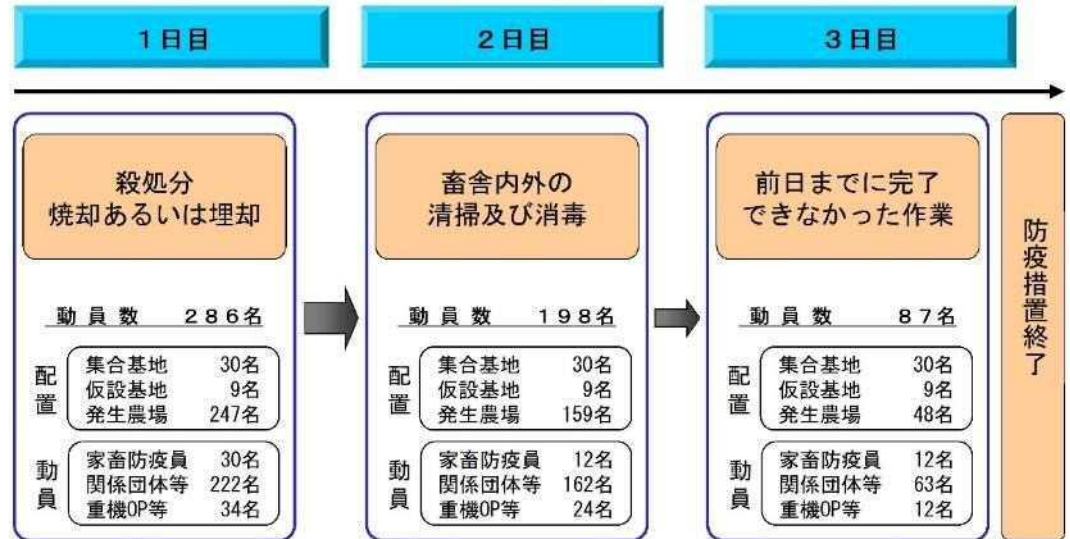 1日目
2日目
3日目
殺処分
焼却あるいは埋却
動員数 286名
配置
集合基地 30名
仮設基地 9名
発生農場 247名
動員
家畜防疫員 30名
関係団体等 222名
重機OP等 34名
畜舎内外の
清掃及び消毒
動員数 198名
配置
集合基地 30名
仮設基地 9名
発生農場 159名
動員
家畜防疫員 12名
関係団体等 162名
重機OP等 24名
前日までに完了
できなかった作業
動員数 87名
配置
集合基地 30名
仮設基地 9名
発生農場 48名
動員
家畜防疫員 12名
関係団体等 63名
重機OP等 12名
防疫措置終了